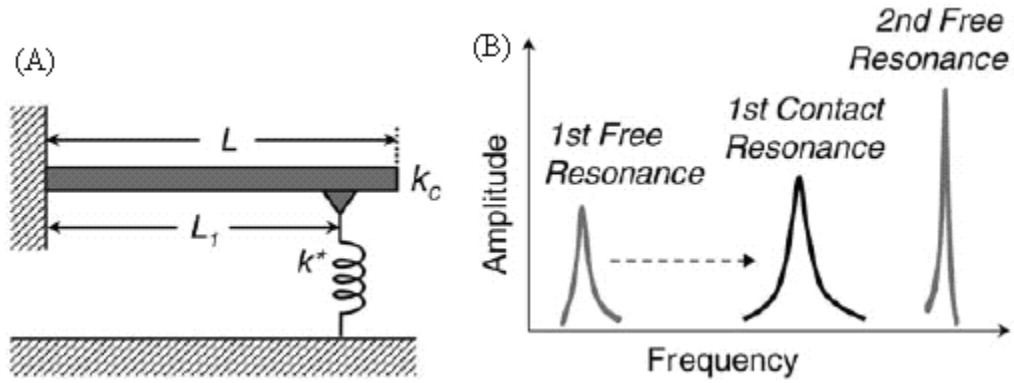 (A)
L
k_c
L_1
k*
(B)
2nd Free
Resonance
1st Contact
Resonance
1st Free
Resonance
Amplitude
Frequency